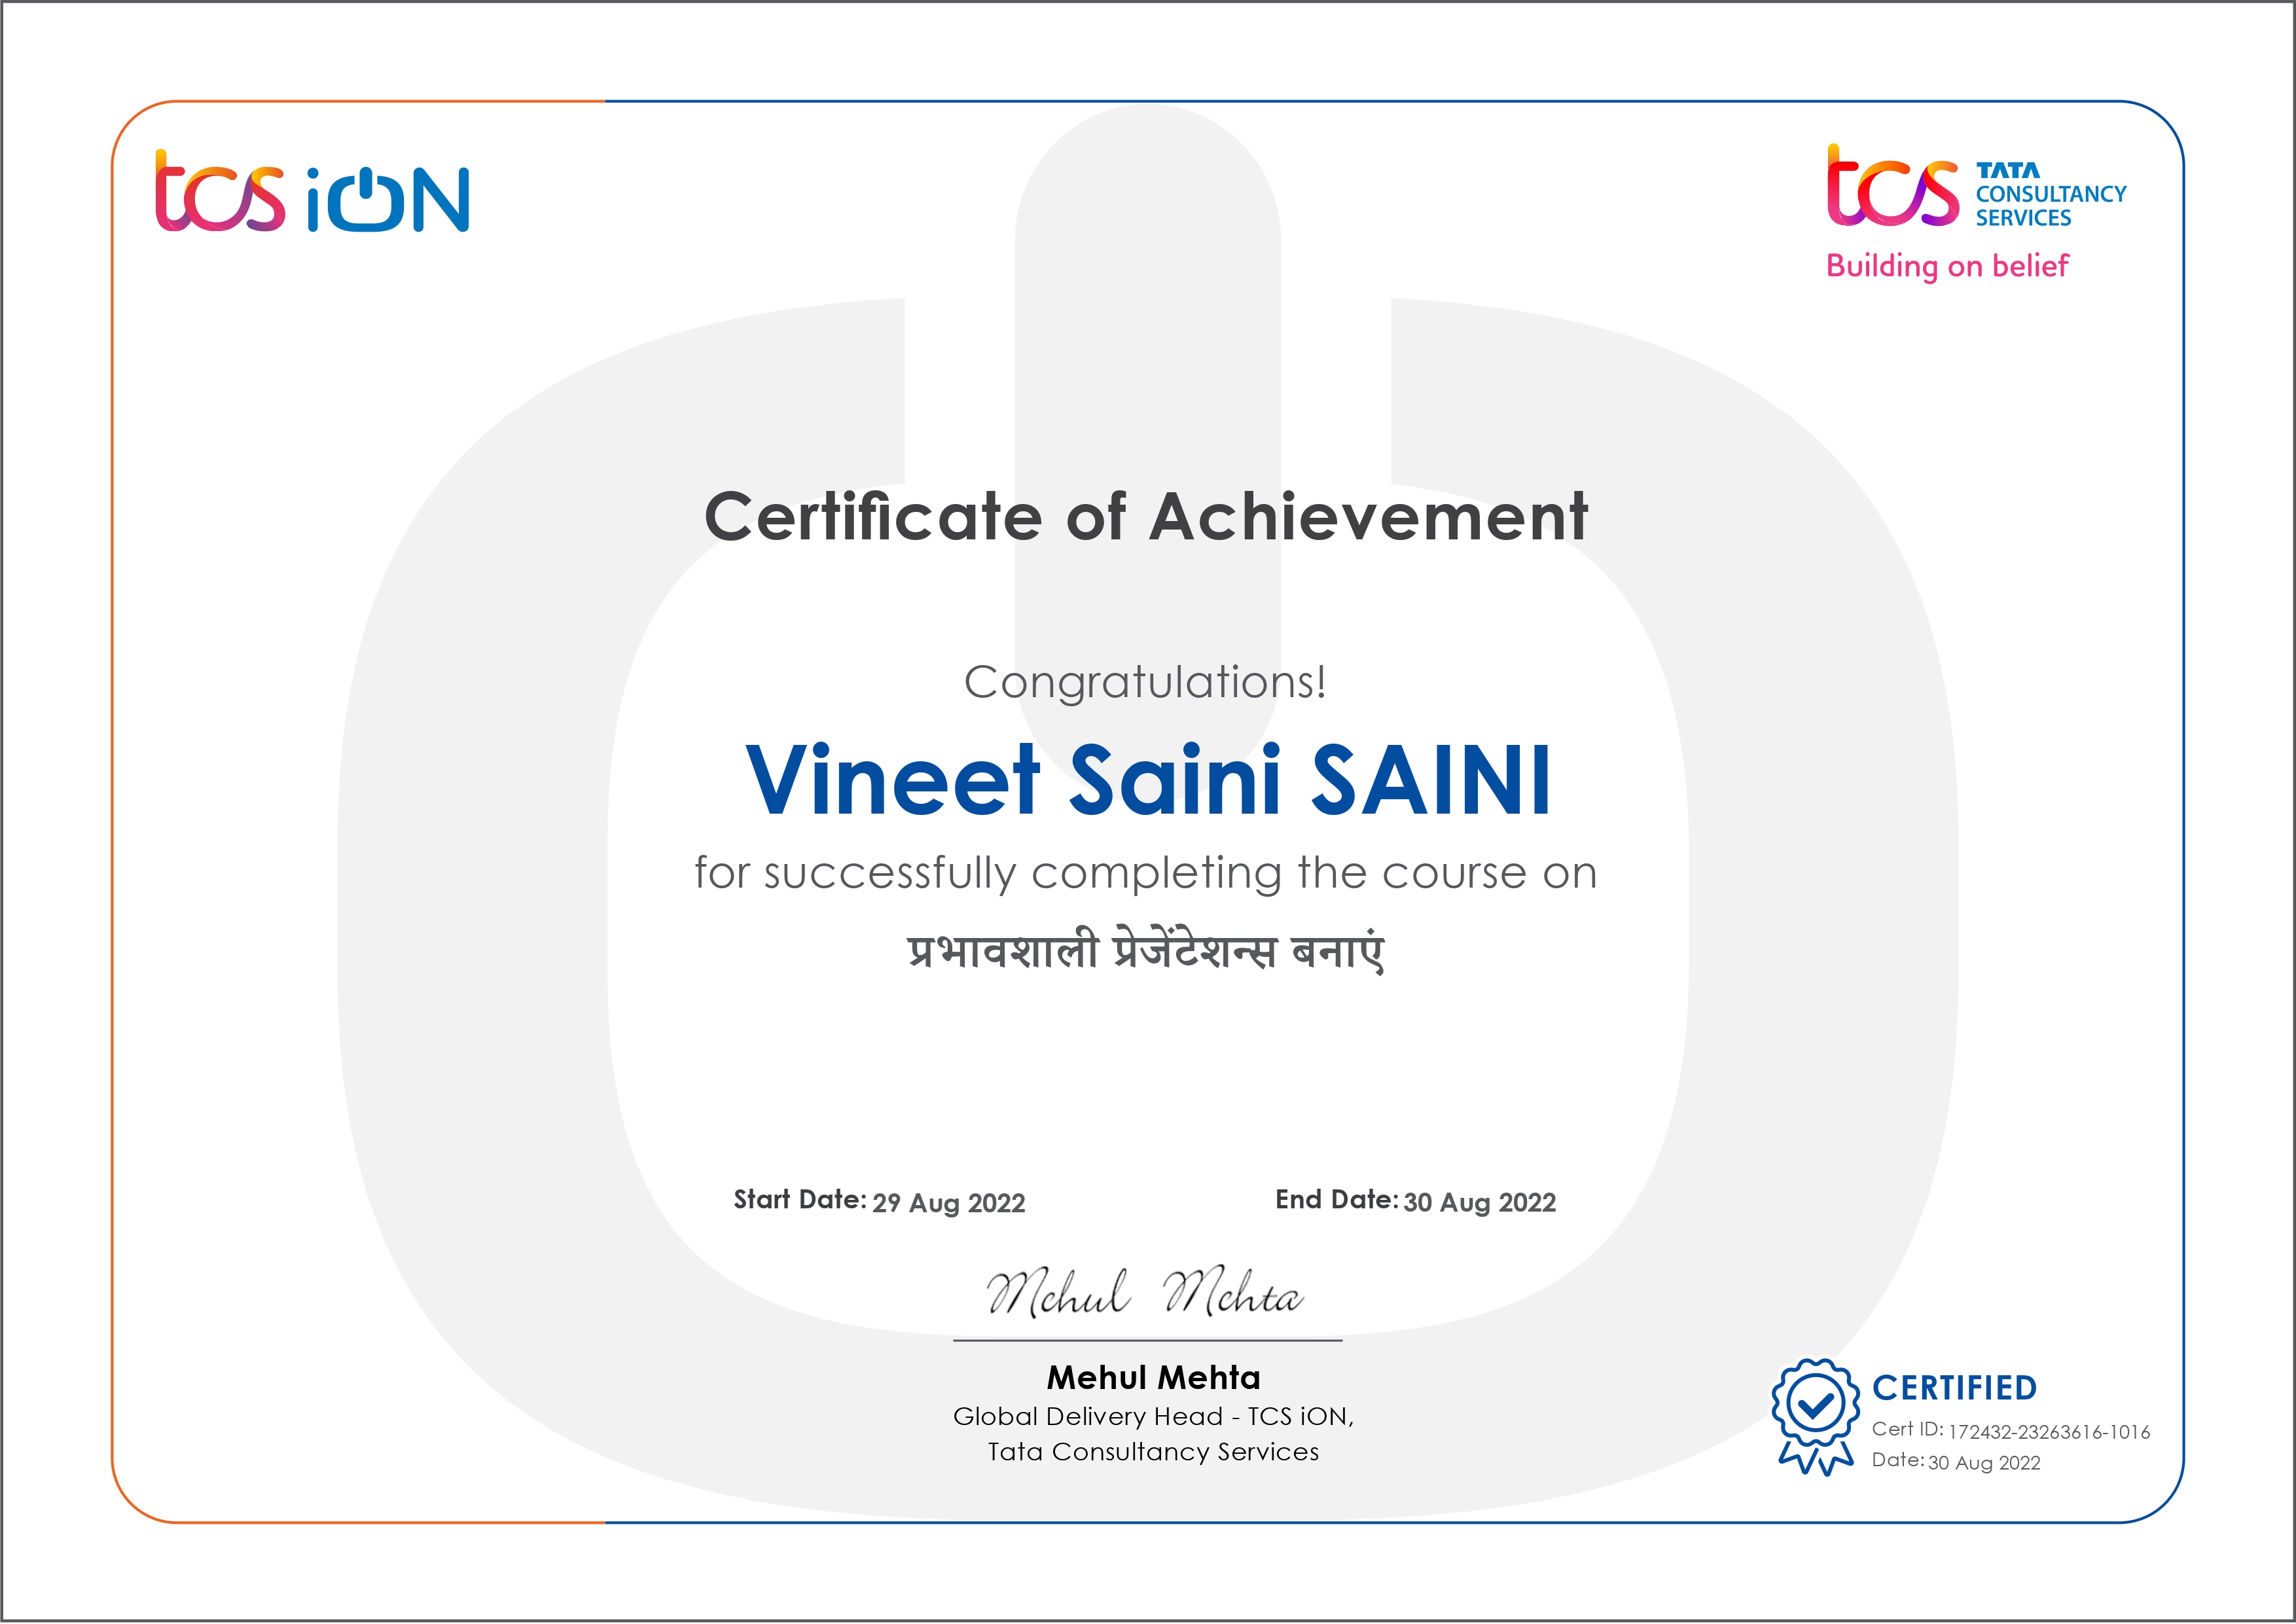 tcs iON
tcs TATA
CONSULTANCY
SERVICES
Building on belief
Certificate of Achievement
Congratulations!
Vineet Saini SAINI
for successfully completing the course on
प्रभावशाली प्रेजेंटेशन्स बनाएं
Start Date: 29 Aug 2022 End Date: 30 Aug 2022
Mehul Mehta
Mehul Mehta
Global Delivery Head - TCS iON,
Tata Consultancy Services
CERTIFIED
Cert ID: 172432-23263616-1016
Date: 30 Aug 2022